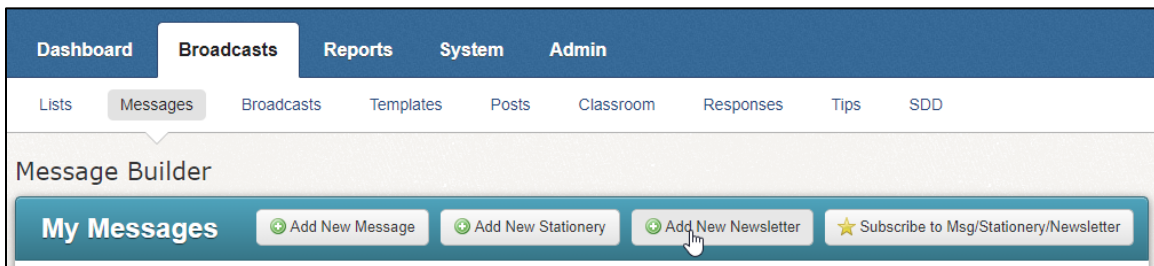 Dashboard Broadcasts Reports System Admin
Lists Messages Broadcasts Templates Posts Classroom Responses Tips SDD
Message Builder
My Messages Add New Message Add New Stationery Add New Newsletter Subscribe to Msg/Stationery/Newsletter